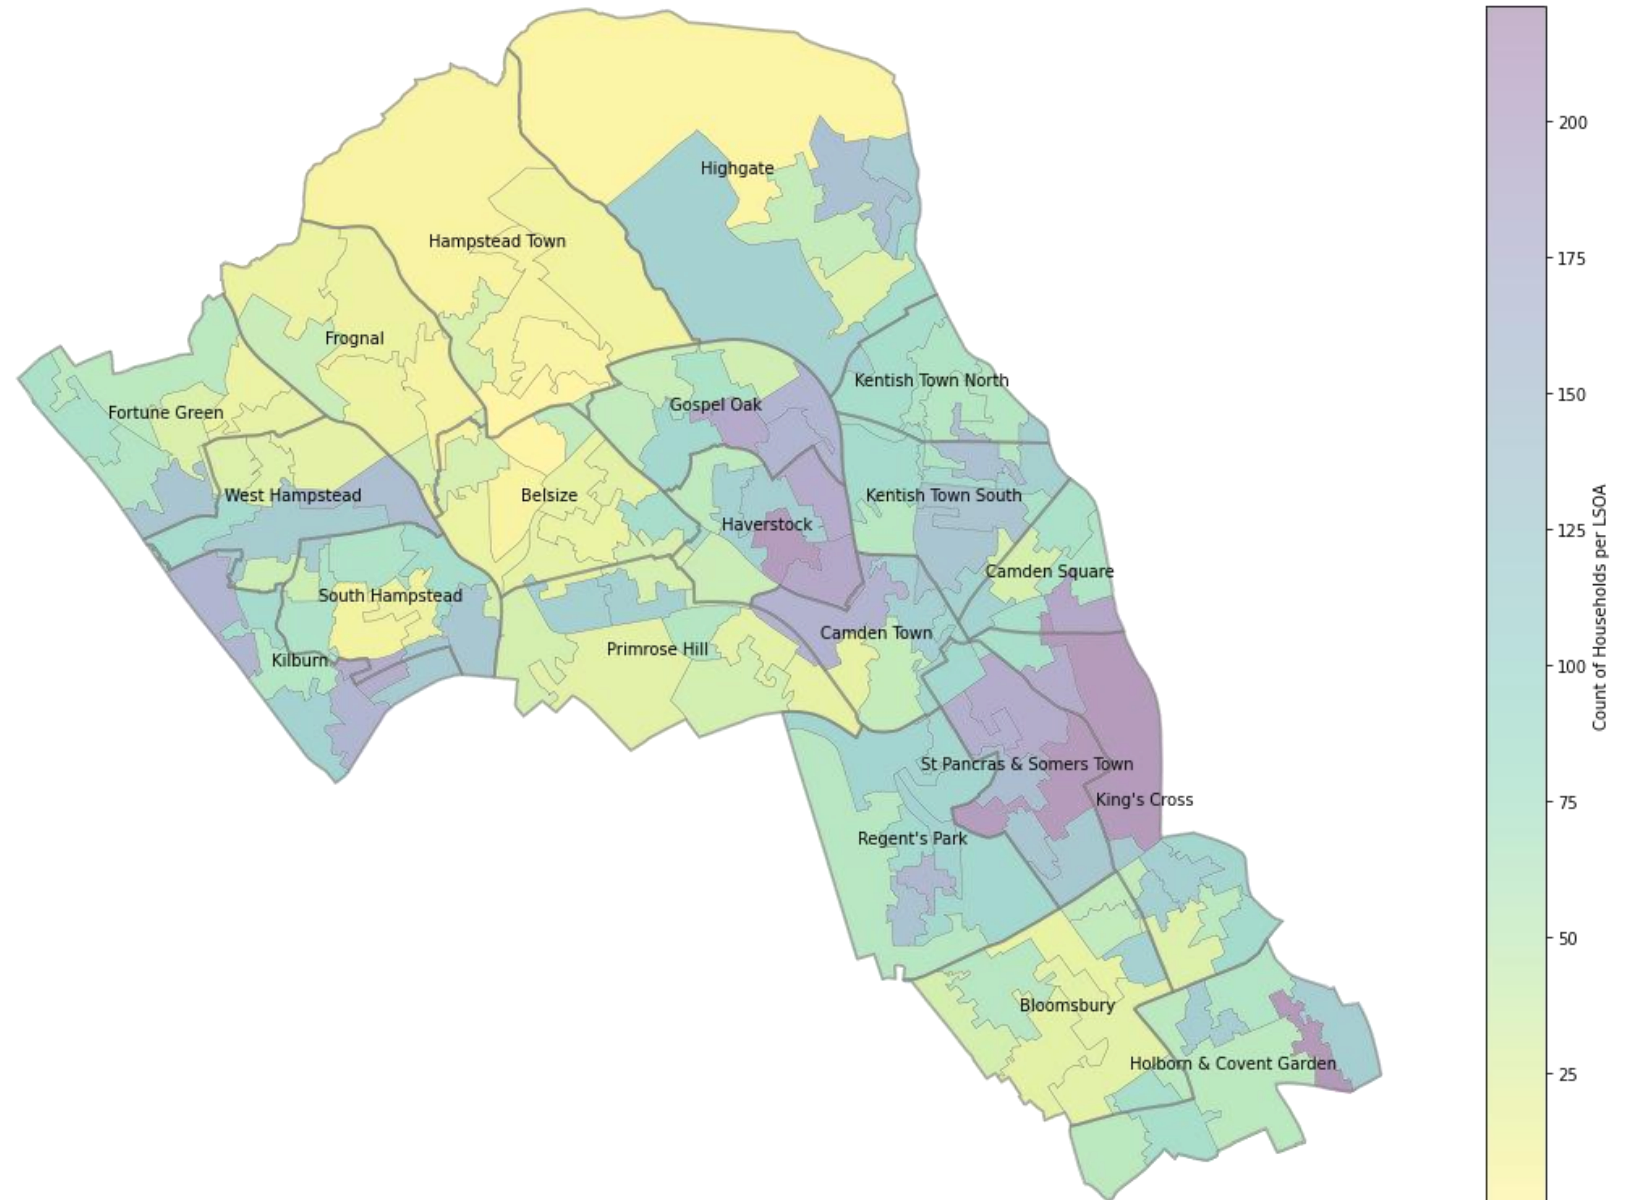 Highgate
Hampstead Town
Frognal
Kentish Town North
Gospel Oak
Fortune Green
West Hampstead
Belsize
Kentish Town South
Haverstock
Camden Square
South Hampstead
Camden Town
Primrose Hill
Kilburn
St Pancras & Somers Town
King's Cross
Regent's Park
Bloomsbury
Holborn & Covent Garden
200
175
150
125
100
75
50
25
Count of Households per LSOA